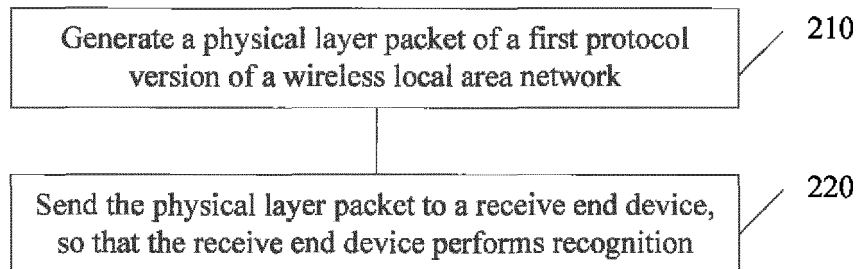 Generate a physical layer packet of a first protocol
version of a wireless local area network
210
Send the physical layer packet to a receive end device,
so that the receive end device performs recognition
220